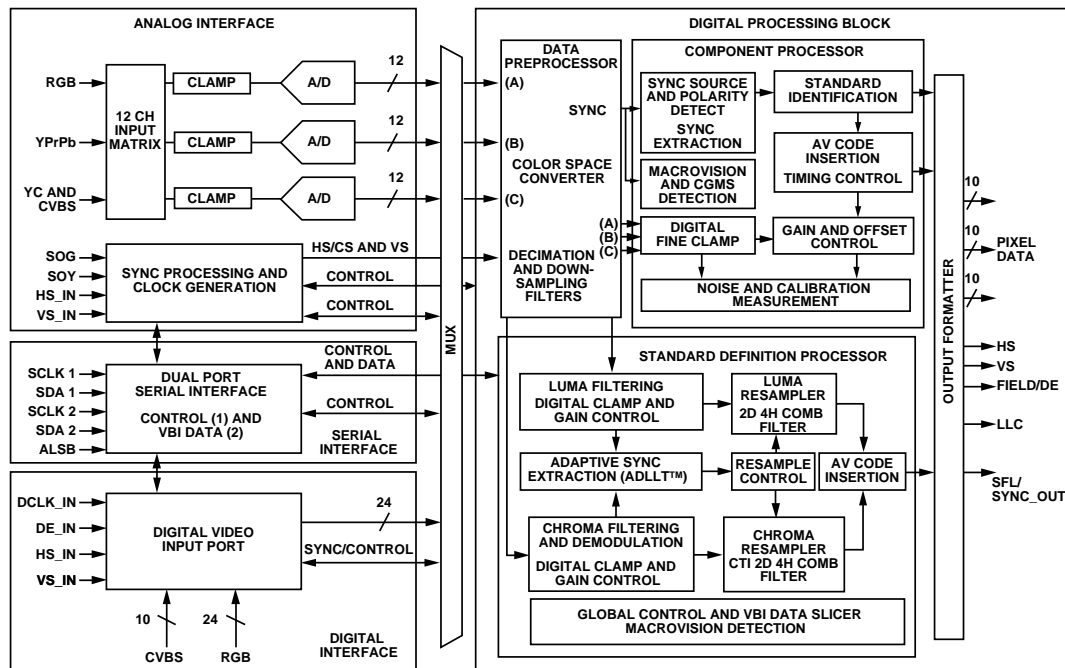 ANALOG INTERFACE
RGB
YPrPb
YC AND
CVBS
12 CH
INPUT
MATRIX
CLAMP
A/D
12
CLAMP
A/D
12
CLAMP
A/D
12
SOG
SOY
HS_IN
VS_IN
SYNC PROCESSING AND
CLOCK GENERATION
HS/CS AND VS
CONTROL
CONTROL
SCLK 1
SDA 1
SCLK 2
SDA 2
ALSB
DUAL PORT
SERIAL INTERFACE
CONTROL (1) AND
VBI DATA (2)
CONTROL
AND DATA
CONTROL
SERIAL
INTERFACE
DCLK_IN
DE_IN
HS_IN
VS_IN
DIGITAL VIDEO
INPUT PORT
24
SYNC/CONTROL
10
24
CVBS
RGB
DIGITAL
INTERFACE
MUX
DIGITAL PROCESSING BLOCK
DATA
PREPROCESSOR
(A)
SYNC
(B)
COLOR SPACE
CONVERTER
(C)
(A)
(B)
(C)
DECIMATION
AND DOWN-
SAMPLING
FILTERS
COMPONENT PROCESSOR
SYNC SOURCE
AND POLARITY
DETECT
SYNC
EXTRACTION
STANDARD
IDENTIFICATION
AV CODE
INSERTION
TIMING CONTROL
MACROVISION
AND CGMS
DETECTION
DIGITAL
FINE CLAMP
GAIN AND OFFSET
CONTROL
NOISE AND CALIBRATION
MEASUREMENT
STANDARD DEFINITION PROCESSOR
LUMA FILTERING
DIGITAL CLAMP AND
GAIN CONTROL
LUMA
RESAMPLER
2D 4H COMB
FILTER
ADAPTIVE SYNC
EXTRACTION (ADLLT™)
RESAMPLE
CONTROL
AV CODE
INSERTION
CHROMA FILTERING
AND DEMODULATION
DIGITAL CLAMP AND
GAIN CONTROL
CHROMA
RESAMPLER
CTI 2D 4H COMB
FILTER
GLOBAL CONTROL AND VBI DATA SLICER
MACROVISION DETECTION
OUTPUT FORMATTER
10
10
PIXEL
DATA
10
HS
VS
FIELD/DE
LLC
SFL/
SYNC_OUT